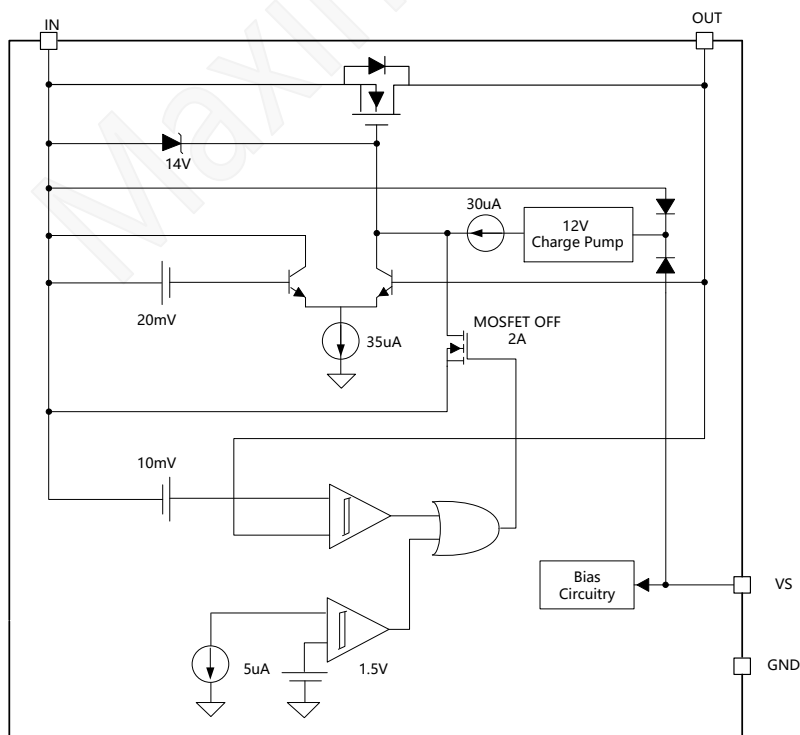 IN
OUT
14V
30uA
12V
Charge Pump
20mV
35uA
MOSFET OFF
2A
10mV
Bias
Circuitry
VS
5uA
1.5V
GND
Maxin